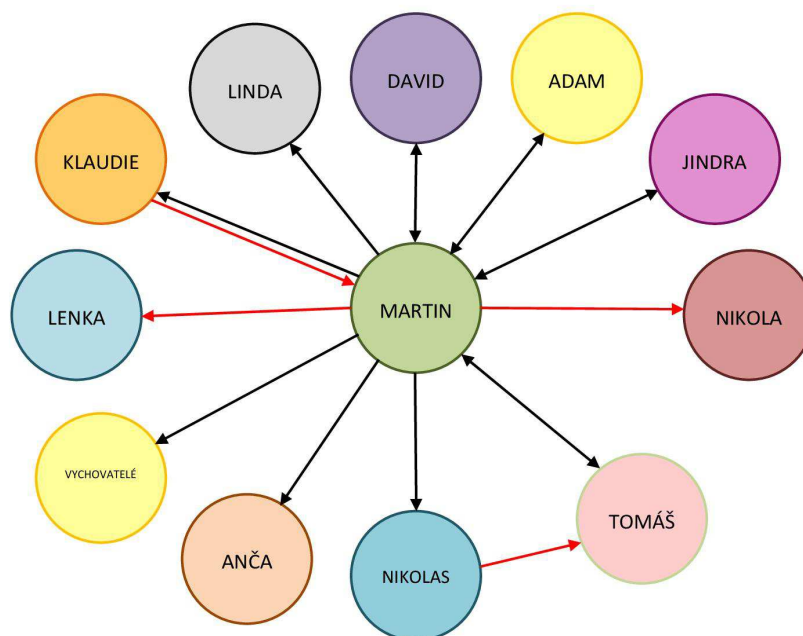 LINDA
DAVID
ADAM
KLAUDIE
JINDRA
LENKA
MARTIN
NIKOLA
VYCHOVATELÉ
TOMÁŠ
ANČA
NIKOLAS